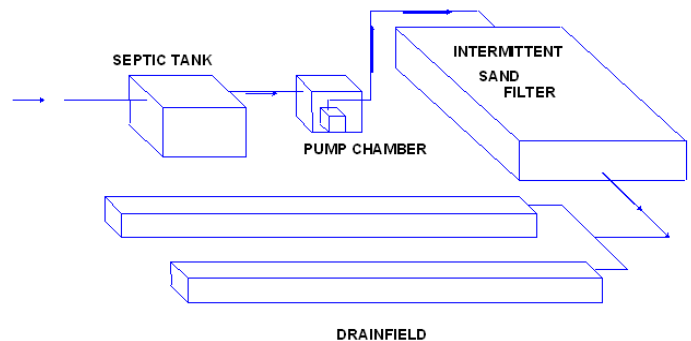 SEPTIC TANK
PUMP CHAMBER
INTERMITTENT
SAND
FILTER
DRAINFIELD